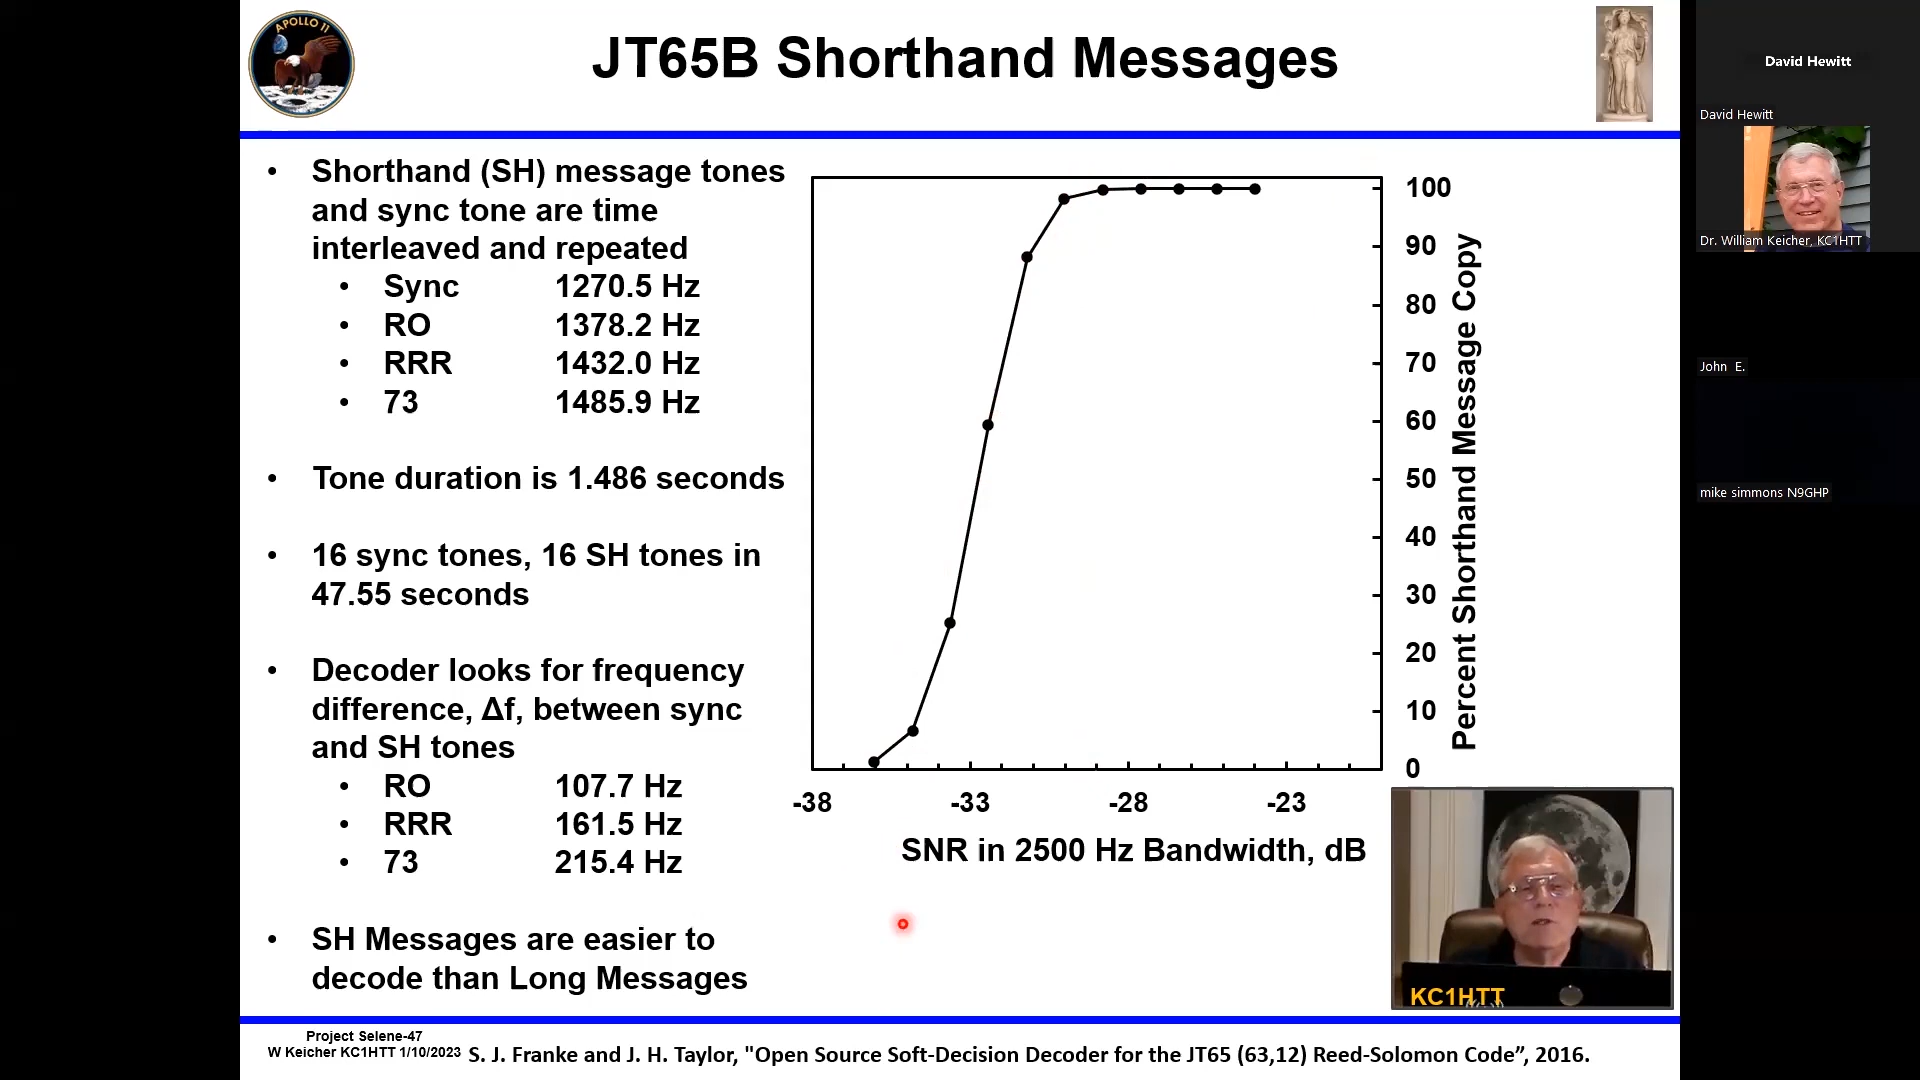 APOLLO 11
JT65B Shorthand Messages
• Shorthand (SH) message tones
and sync tone are time
interleaved and repeated
• Sync 1270.5 Hz
• RO 1378.2 Hz
• RRR 1432.0 Hz
• 73 1485.9 Hz
• Tone duration is 1.486 seconds
• 16 sync tones, 16 SH tones in
47.55 seconds
• Decoder looks for frequency
difference, Δf, between sync
and SH tones
• RO 107.7 Hz
• RRR 161.5 Hz
• 73 215.4 Hz
• SH Messages are easier to
decode than Long Messages
100
90
80
70
60
50
40
30
20
10
0
Percent Shorthand Message Copy
-38 -33 -28 -23
SNR in 2500 Hz Bandwidth, dB
KC1HTT
Project Selene-47
W Keicher KC1HTT 1/10/2023
S. J. Franke and J. H. Taylor, "Open Source Soft-Decision Decoder for the JT65 (63,12) Reed-Solomon Code”, 2016.
David Hewitt
David Hewitt
Dr. William Keicher, KC1HTT
John E.
mike simmons N9GHP